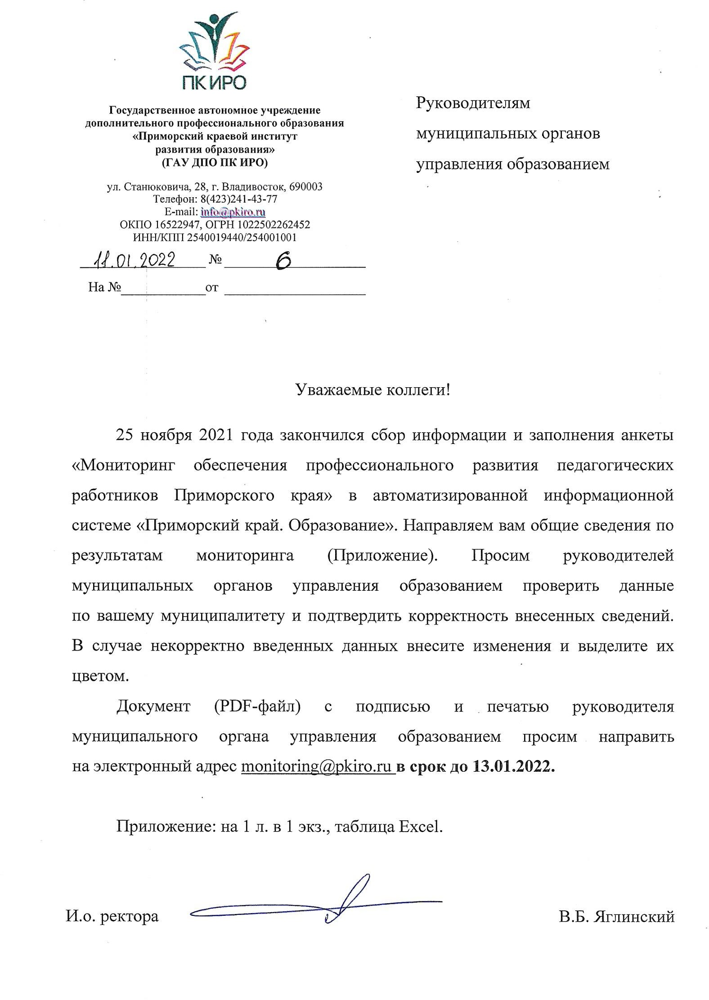 ПК ИРО
Государственное автономное учреждение
дополнительного профессионального образования
«Приморский краевой институт
развития образования»
(ГАУ ДПО ПК ИРО)
ул. Станюковича, 28, г. Владивосток, 690003
Телефон: 8(423)241-43-77
E-mail: info@pkiro.ru
ОКПО 16522947, ОГРН 1022502262452
ИНН/КПП 2540019440/254001001
11.01.2022 № 6
На № от
Руководителям
муниципальных органов
управления образованием
Уважаемые коллеги!
25 ноября 2021 года закончился сбор информации и заполнения анкеты
«Мониторинг обеспечения профессионального развития педагогических
работников Приморского края» в автоматизированной информационной
системе «Приморский край. Образование». Направляем вам общие сведения по
результатам мониторинга (Приложение). Просим руководителей
муниципальных органов управления образованием проверить данные
по вашему муниципалитету и подтвердить корректность внесенных сведений.
В случае некорректно введенных данных внесите изменения и выделите их
цветом.
Документ (PDF-файл) с подписью и печатью руководителя
муниципального органа управления образованием просим направить
на электронный адрес monitoring@pkiro.ru в срок до 13.01.2022.
Приложение: на 1 л. в 1 экз., таблица Excel.
И.о. ректора В.Б. Яглинский